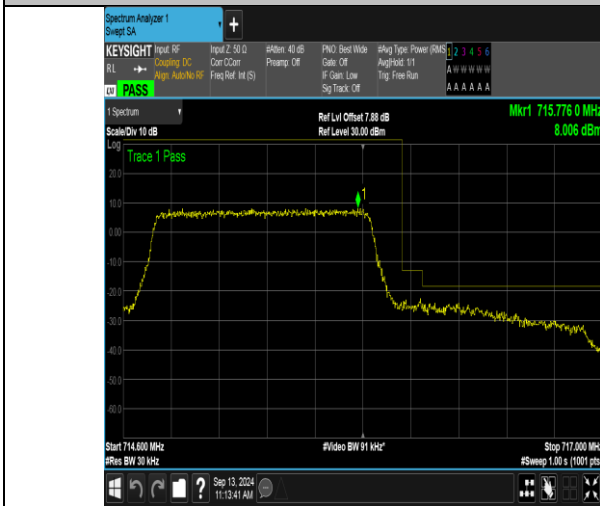 Spectrum Analyzer 1
Swept SA
+
KEYSIGHT Input: RF Input Z: 50 Ω #Atten: 40 dB PNO: Best Wide #Avg Type: Power (RMS 1 2 3 4 5 6
RL Coupling: DC Corr CCorr Preamp: Off Gate: Off Avg|Hold: 1/1 A W W W W W
Align: Auto/No RF Freq Ref: Int (S) IF Gain: Low Trig: Free Run
PASS Sig Track: Off A A A A A A
1 Spectrum Ref Lvl Offset 7.88 dB Mkr1 715.776 0 MHz
Scale/Div 10 dB Ref Level 30.00 dBm 8.006 dBm
Log
Trace 1 Pass
20.0
10.0
1
0.00
-10.0
-20.0
-30.0
-40.0
-50.0
-60.0
Start 714.600 MHz #Video BW 91 kHz* Stop 717.000 MHz
#Res BW 30 kHz #Sweep 1.00 s (1001 pts
? Sep 13, 2024
11:13:41 AM